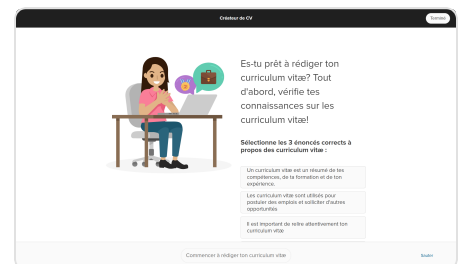 Créateur de CV
Terminer
Es-tu prêt à rédiger ton
curriculum vitæ? Tout
d'abord, vérifie tes
connaissances sur les
curriculum vitæ!
Sélectionne les 3 énoncés corrects à
propos des curriculum vitæ :
Un curriculum vitæ est un résumé de tes
compétences, de ta formation et de ton
expérience.
Les curriculum vitæ sont utilisés pour
postuler des emplois et solliciter d'autres
opportunités.
Il est important de relire attentivement ton
curriculum vitæ
Commencer à rédiger ton curriculum vitæ
Sauter